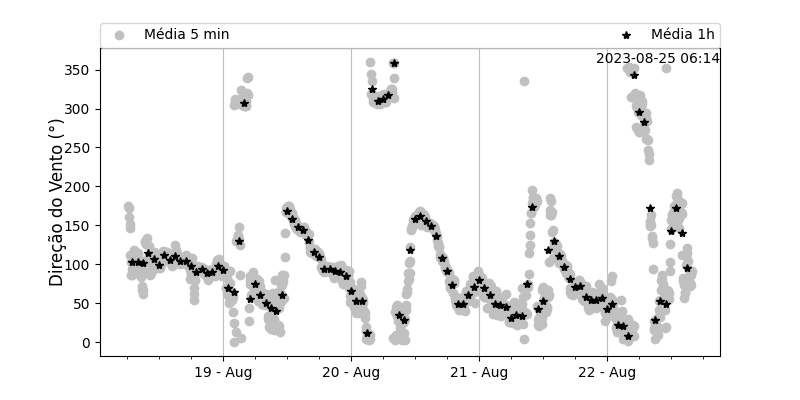 Média 5 min
Média 1h
2023-08-25 06:14
Direção do Vento (°)
350
300
250
200
150
100
50
0
19 - Aug
20 - Aug
21 - Aug
22 - Aug